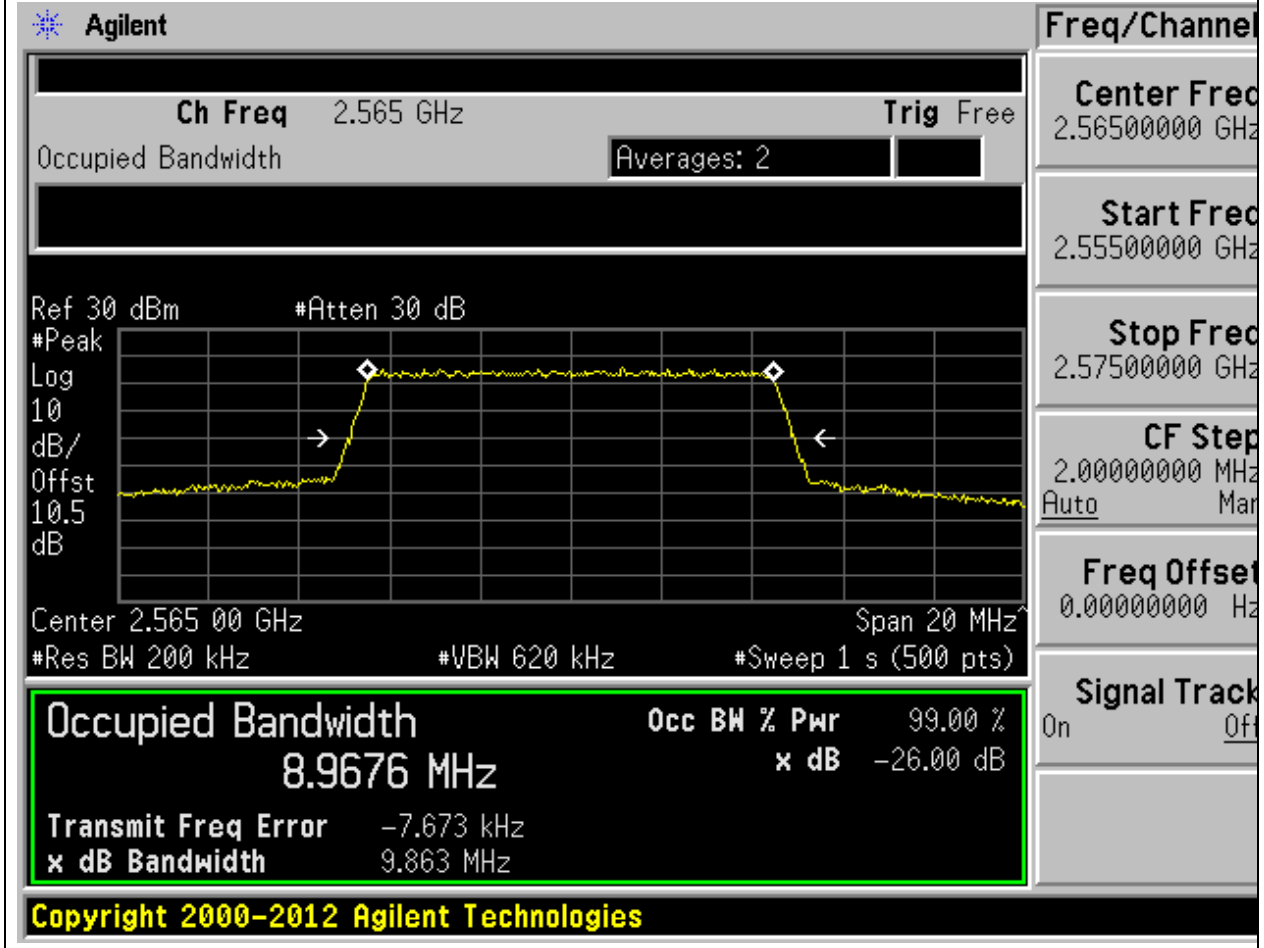 Agilent
Freq/Channel
Ch Freq 2.565 GHz Trig Free
Occupied Bandwidth Averages: 2
Center Freq
2.56500000 GHz
Start Freq
2.55500000 GHz
Stop Freq
2.57500000 GHz
CF Step
2.00000000 MHz
Auto Man
Freq Offset
0.00000000 Hz
Signal Track
On Off
Ref 30 dBm #Atten 30 dB
#Peak
Log
10
dB/
Offst
10.5
dB
Center 2.565 00 GHz Span 20 MHz^
#Res BW 200 kHz #VBW 620 kHz #Sweep 1 s (500 pts)
Occupied Bandwidth
8.9676 MHz
Occ BW % Pwr 99.00 %
x dB -26.00 dB
Transmit Freq Error -7.673 kHz
x dB Bandwidth 9.863 MHz
Copyright 2000-2012 Agilent Technologies